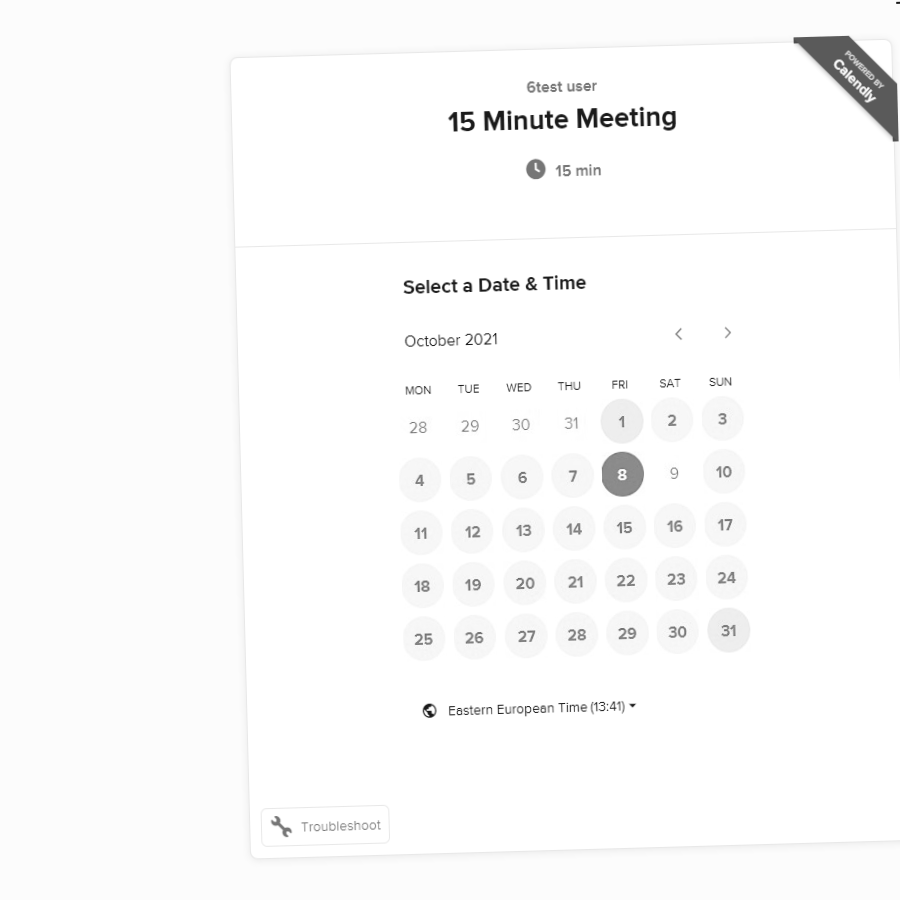 POWERED BY
Calendly
6test user
15 Minute Meeting
15 min
Select a Date & Time
October 2021
MON TUE WED THU FRI SAT SUN
28 29 30 31 1 2 3
4 5 6 7 8 9 10
11 12 13 14 15 16 17
18 19 20 21 22 23 24
25 26 27 28 29 30 31
Eastern European Time (13:41)
Troubleshoot